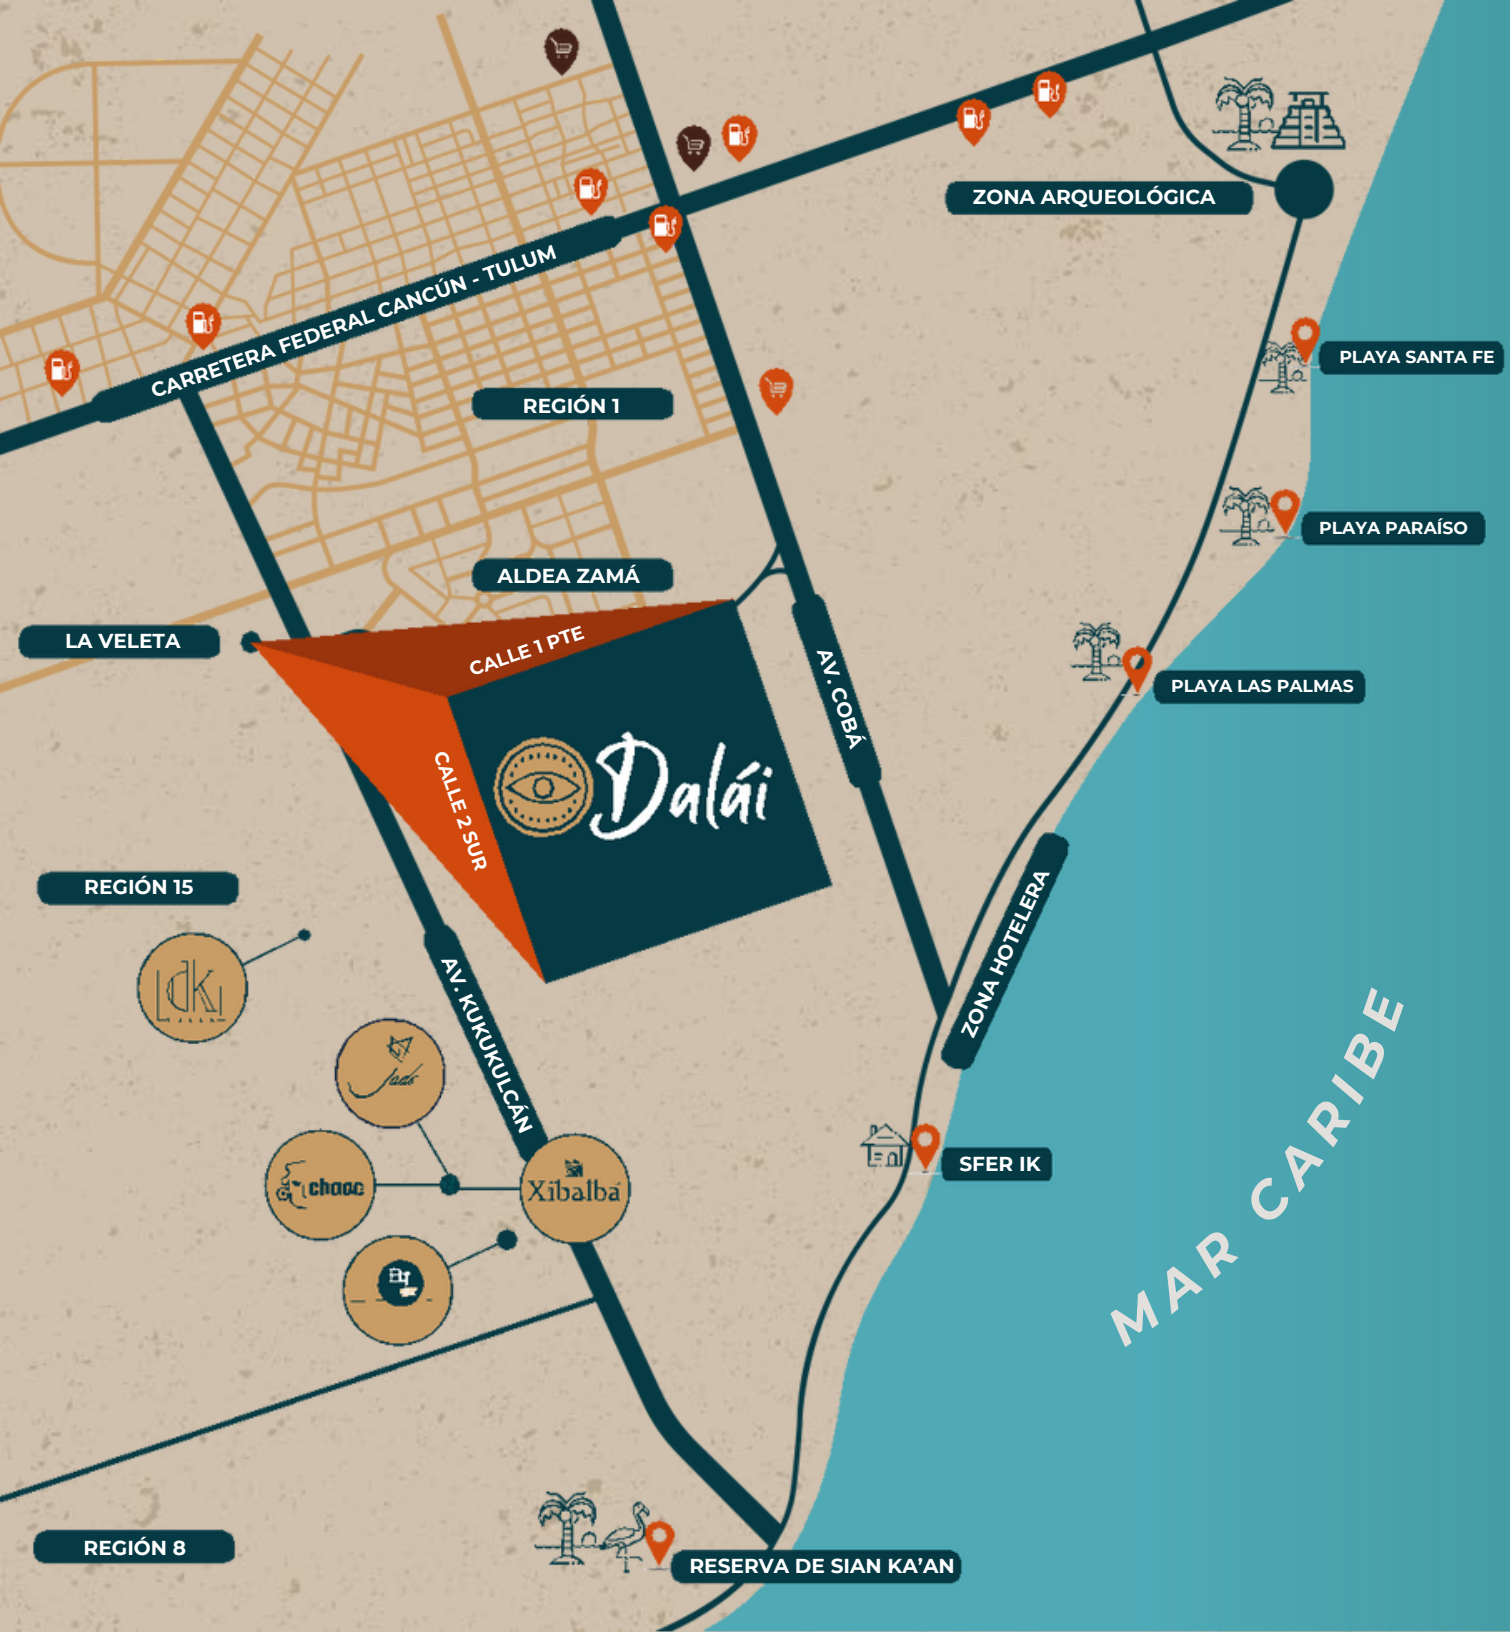 ZONA ARQUEOLÓGICA
CARRETERA FEDERAL CANCÚN - TULUM
PLAYA SANTA FE
REGIÓN 1
PLAYA PARAÍSO
ALDEA ZAMÁ
LA VELETA
CALLE 1 PTE
AV. COBÁ
PLAYA LAS PALMAS
CALLE 2 SUR
Dalái
REGIÓN 15
ZONA HOTELERA
AV. KUKUKULCÁN
MAR CARIBE
SFER IK
chaac
Xibalba
REGIÓN 8
RESERVA DE SIAN KA'AN